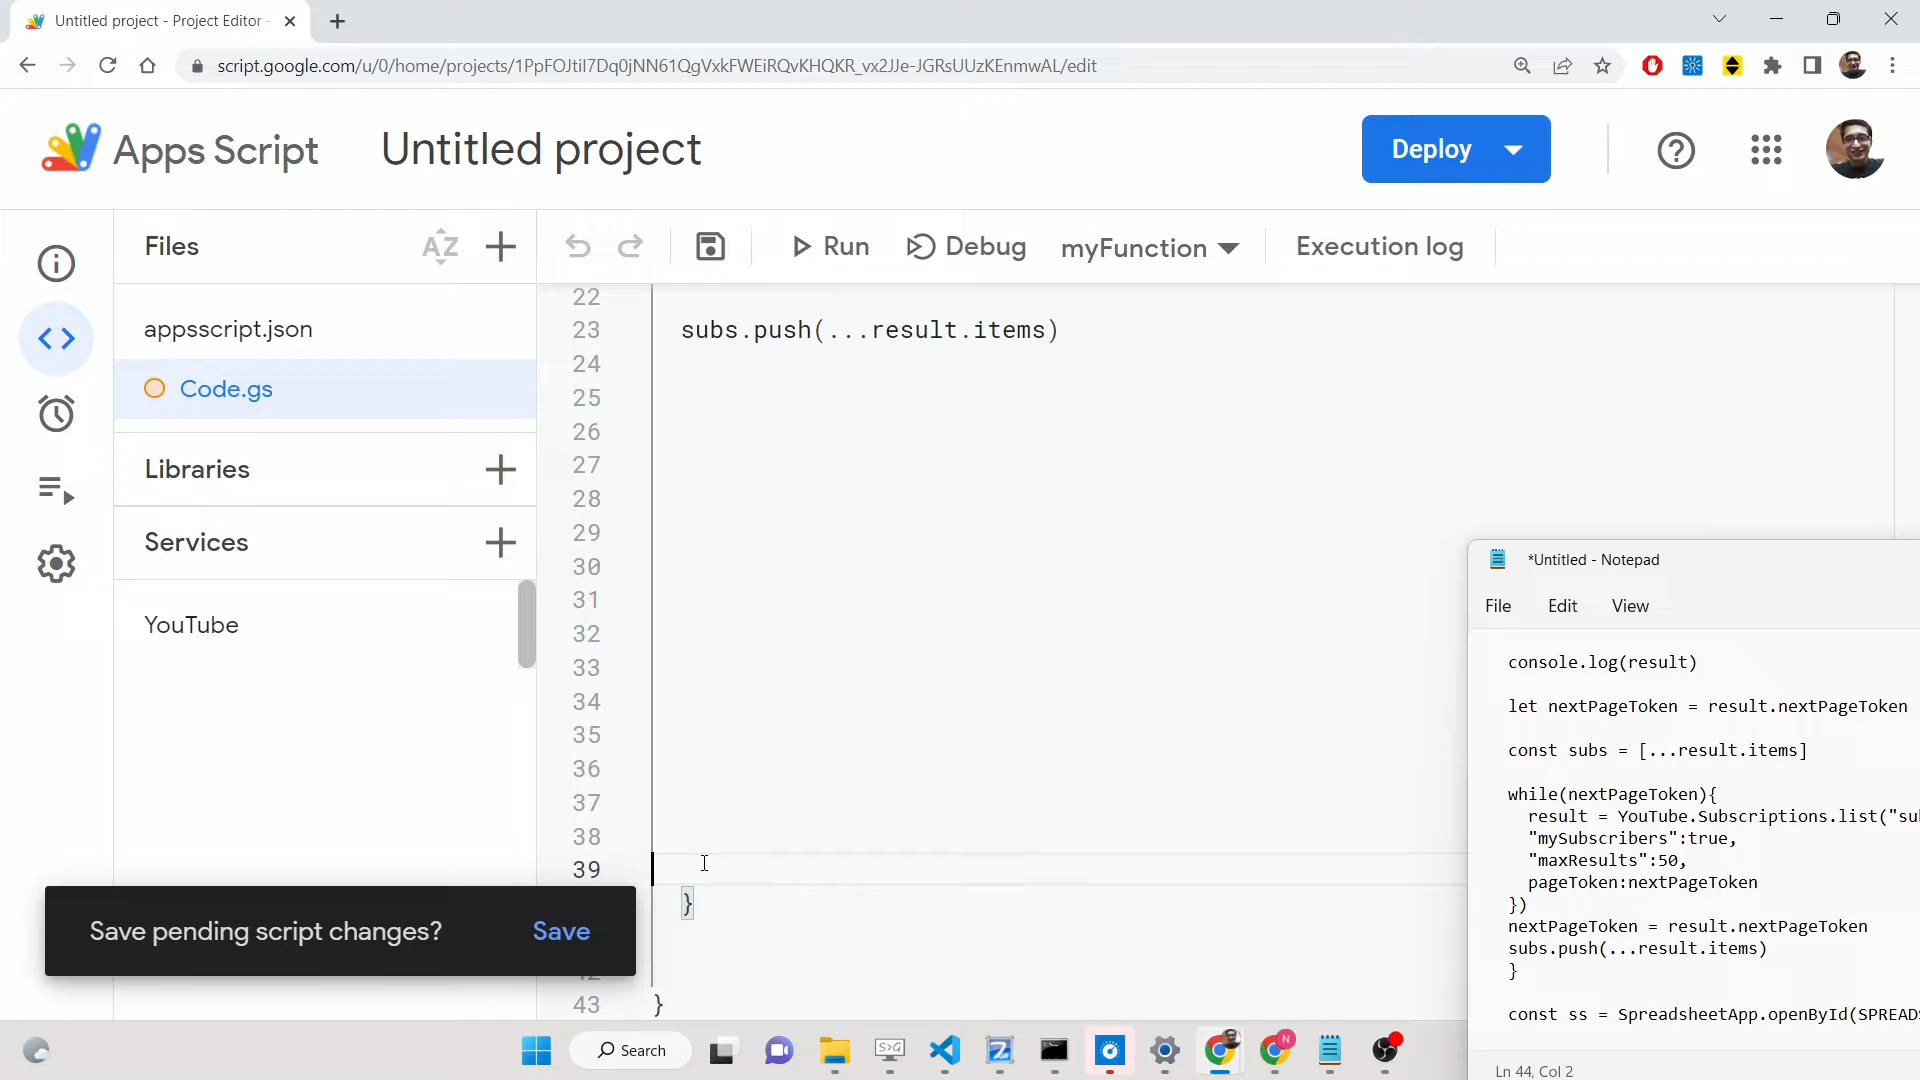 Untitled project - Project Editor -
script.google.com/u/0/home/projects/1PpFOJtiI7Dq0jNN61QgVxkFWEiRQvKHQKR_vx2JJe-JGRsUUzKEnmwAL/edit
Apps Script
Untitled project
Deploy
Files
AZ
Run
Debug
myFunction
Execution log
appsscript.json
Code.gs
Libraries
Services
YouTube
22
23 subs.push(...result.items)
24
25
26
27
28
29
30
31
32
33
34
35
36
37
38
39
}
43 }
Save pending script changes? Save
*Untitled - Notepad
File Edit View
console.log(result)
let nextPageToken = result.nextPageToken
const subs = [...result.items]
while(nextPageToken){
result = YouTube.Subscriptions.list("su
"mySubscribers":true,
"maxResults":50,
pageToken:nextPageToken
})
nextPageToken = result.nextPageToken
subs.push(...result.items)
}
const ss = SpreadsheetApp.openById(SPREADS
Ln 44, Col 2
Search
N